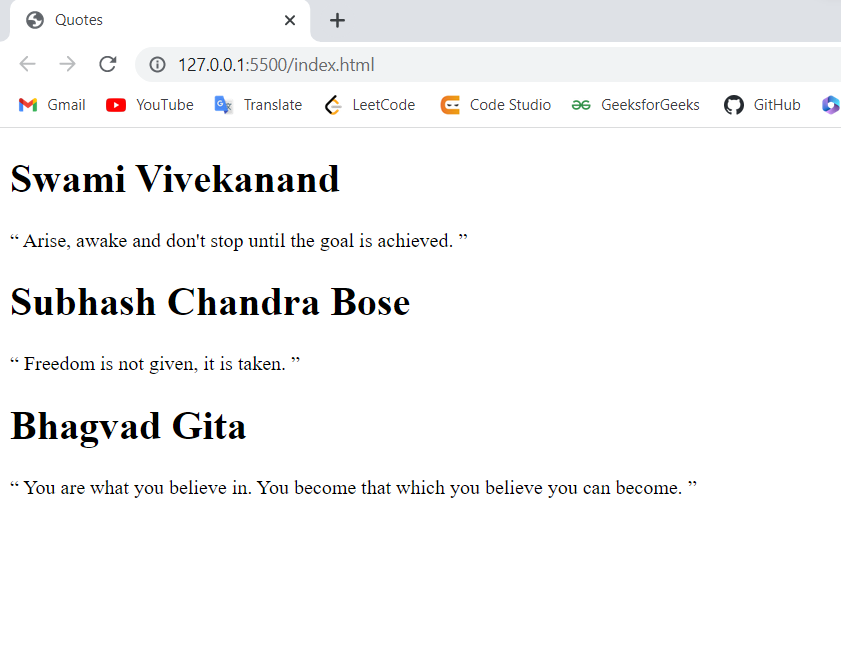 Quotes
127.0.0.1:5500/index.html
Gmail YouTube Translate LeetCode Code Studio GeeksforGeeks GitHub
Swami Vivekanand
“ Arise, awake and don't stop until the goal is achieved. ”
Subhash Chandra Bose
“ Freedom is not given, it is taken. ”
Bhagvad Gita
“ You are what you believe in. You become that which you believe you can become. ”